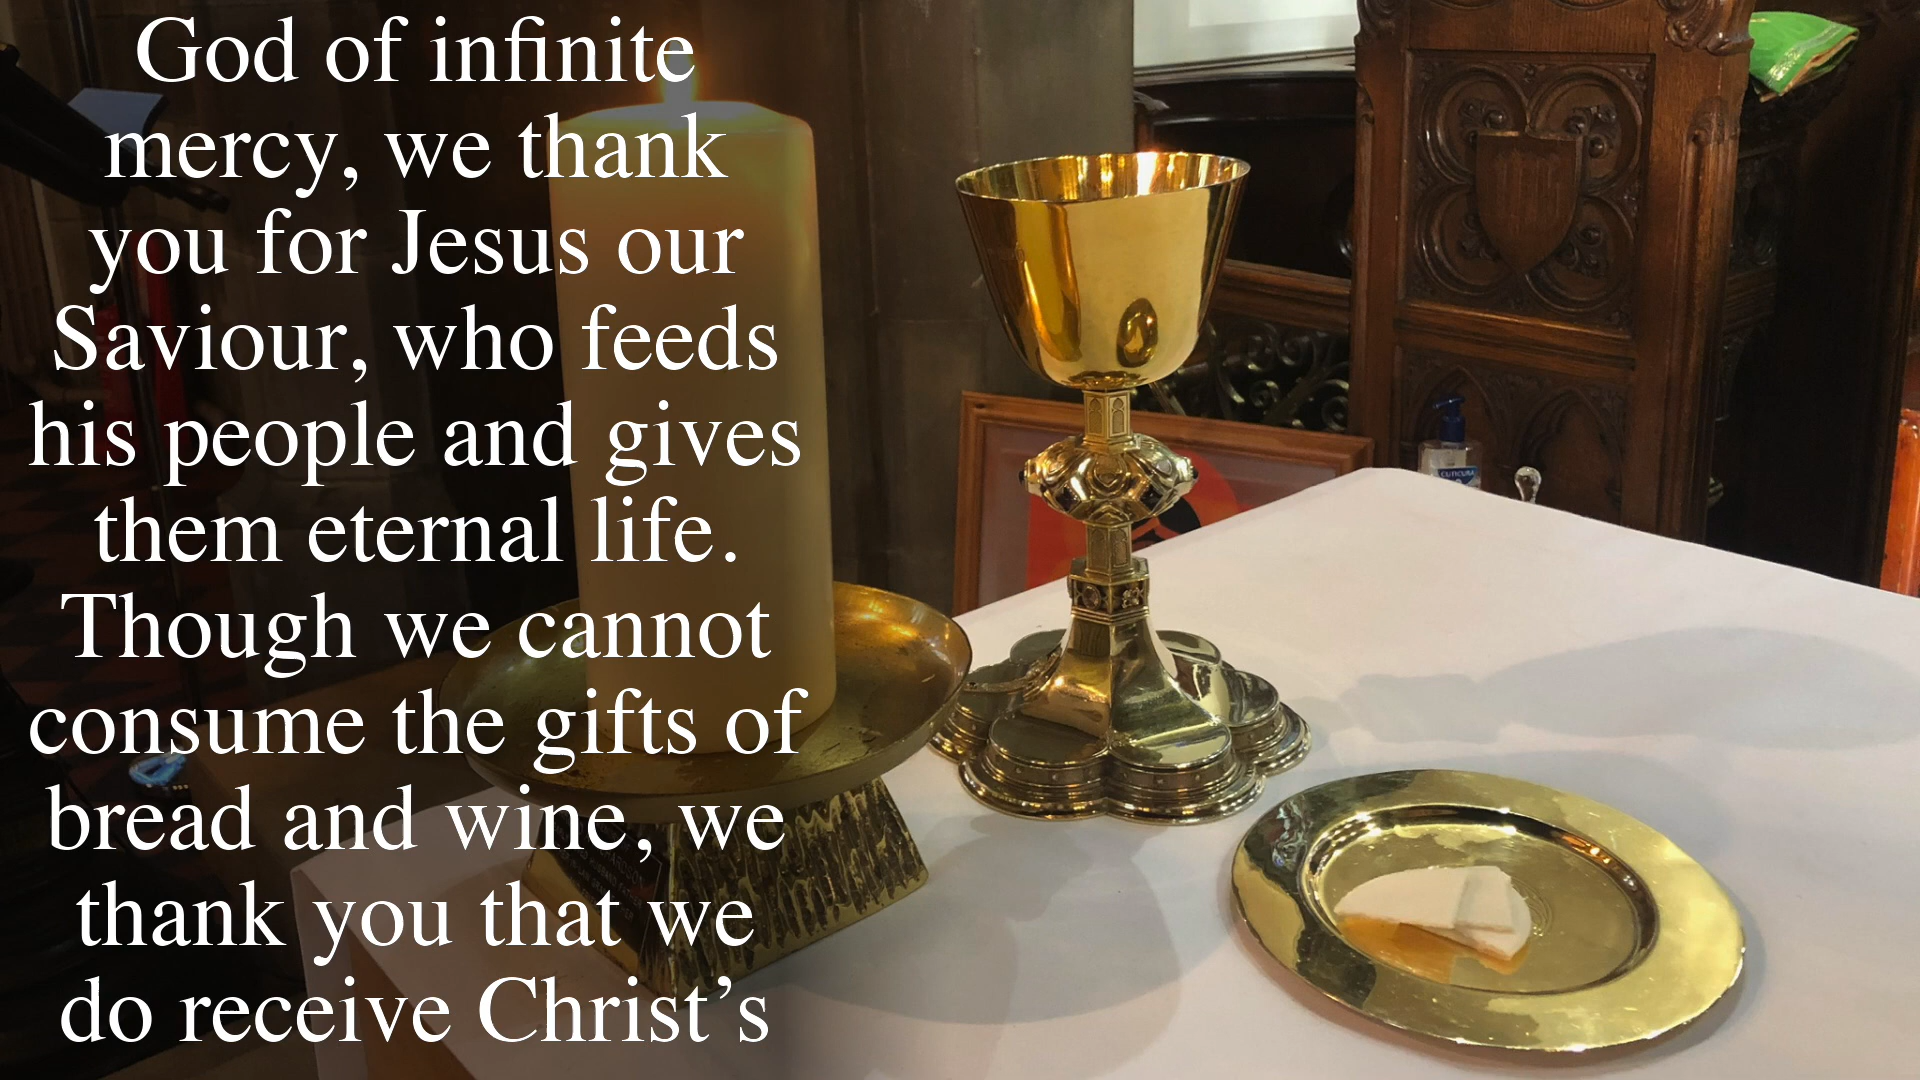 God of infinite
mercy, we thank
you for Jesus our
Saviour, who feeds
his people and gives
them eternal life.
Though we cannot
consume the gifts of
bread and wine, we
thank you that we
do receive Christ’s